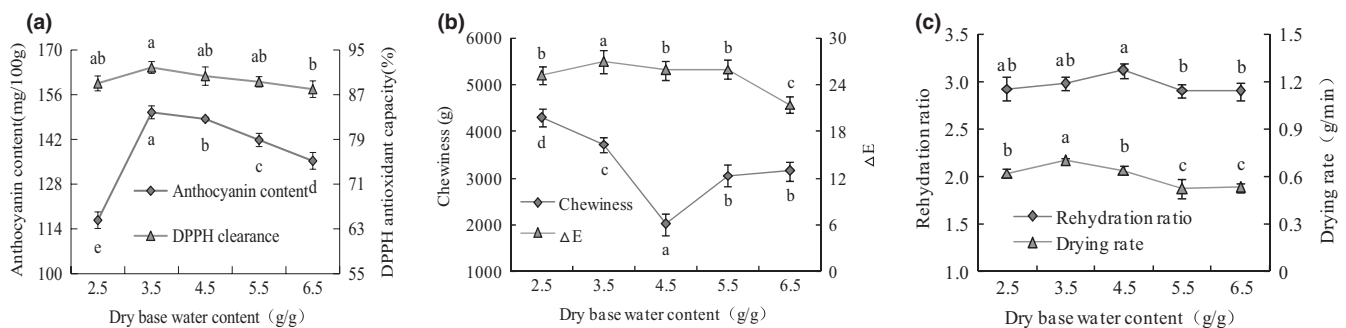 (a)
ab a ab ab b
170
156
142
128
114
100
95
87
79
71
63
55
a b c d
e
Anthocyanin content
DPPH clearance
Anthocyanin content(mg/100g)
DPPH antioxidant capacity(%)
2.5 3.5 4.5 5.5 6.5
Dry base water content（g/g）
(b)
b a b b c
6000
5000
4000
3000
2000
1000
30
24
18
12
6
0
d c a b b
Chewiness
ΔE
Chewiness (g)
ΔE
2.5 3.5 4.5 5.5 6.5
Dry base water content（g/g）
(c)
ab ab a b b
3.5
3.0
2.5
2.0
1.5
1.0
1.5
1.2
0.9
0.6
0.3
0
b a b c c
Rehydration ratio
Drying rate
Rehydration ratio
Drying rate（g/min）
2.5 3.5 4.5 5.5 6.5
Dry base water content（g/g）